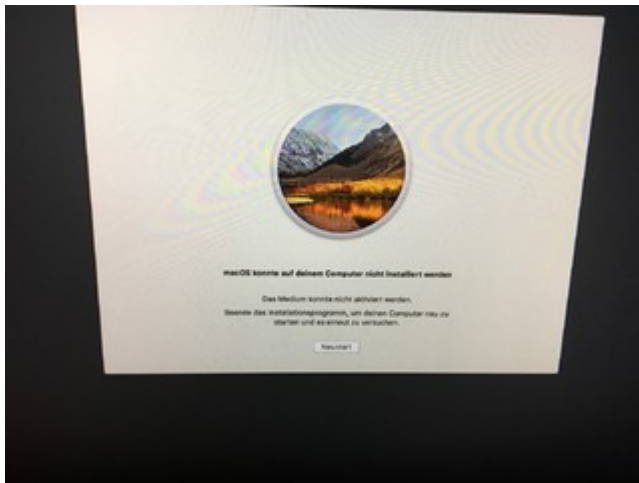 macOS konnte auf deinem Computer nicht installiert werden
Das Medium konnte nicht aktiviert werden.
Beende das Installationsprogramm, um deinen Computer neu zu
starten und es erneut zu versuchen.
Neustart